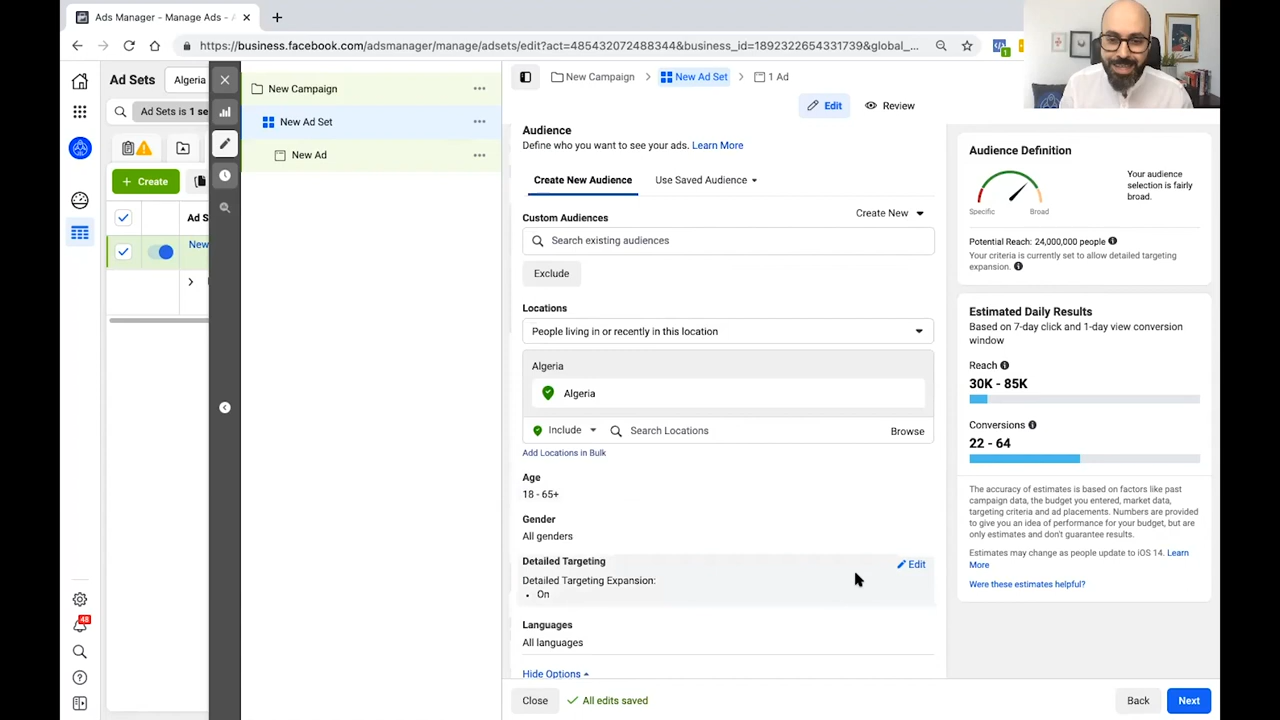 Ads Manager - Manage Ads - A
https://business.facebook.com/adsmanager/manage/adsets/edit?act=485432072488344&business_id=1892322654331739&global_...
1
Ad Sets
Algeria
Ad Sets is 1 se
Create
Ad S
New
48
New Campaign
New Ad Set
New Ad
New Campaign
New Ad Set
1 Ad
Edit
Review
Audience
Define who you want to see your ads. Learn More
Create New Audience
Use Saved Audience
Custom Audiences
Create New
Search existing audiences
Exclude
Locations
People living in or recently in this location
Algeria
Algeria
Include
Search Locations
Browse
Add Locations in Bulk
Age
18 - 65+
Gender
All genders
Detailed Targeting
Edit
Detailed Targeting Expansion:
On
Languages
All languages
Hide Options
Close
All edits saved
Back
Next
Audience Definition
Specific
Broad
Your audience
selection is fairly
broad.
Potential Reach: 24,000,000 people
Your criteria is currently set to allow detailed targeting
expansion.
Estimated Daily Results
Based on 7-day click and 1-day view conversion
window
Reach
30K - 85K
Conversions
22 - 64
The accuracy of estimates is based on factors like past
campaign data, the budget you entered, market data,
targeting criteria and ad placements. Numbers are provided
to give you an idea of performance for your budget, but are
only estimates and don't guarantee results.
Estimates may change as people update to iOS 14. Learn
More
Were these estimates helpful?